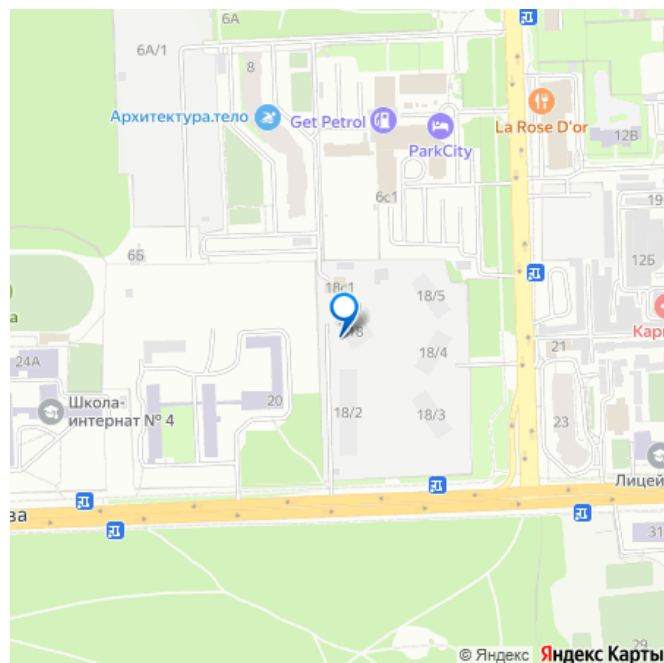 6А
6А/1
8
Архитектура.тело
Get Petrol
ParkCity
La Rose D'or
12В
6с1
19
6Б
12Б
18с1
18/5
18
Кар
21
18/4
24А
Школа-
интернат № 4
20
18/2
18/3
23
Лицей
31
29
© Яндекс Яндекс Карты